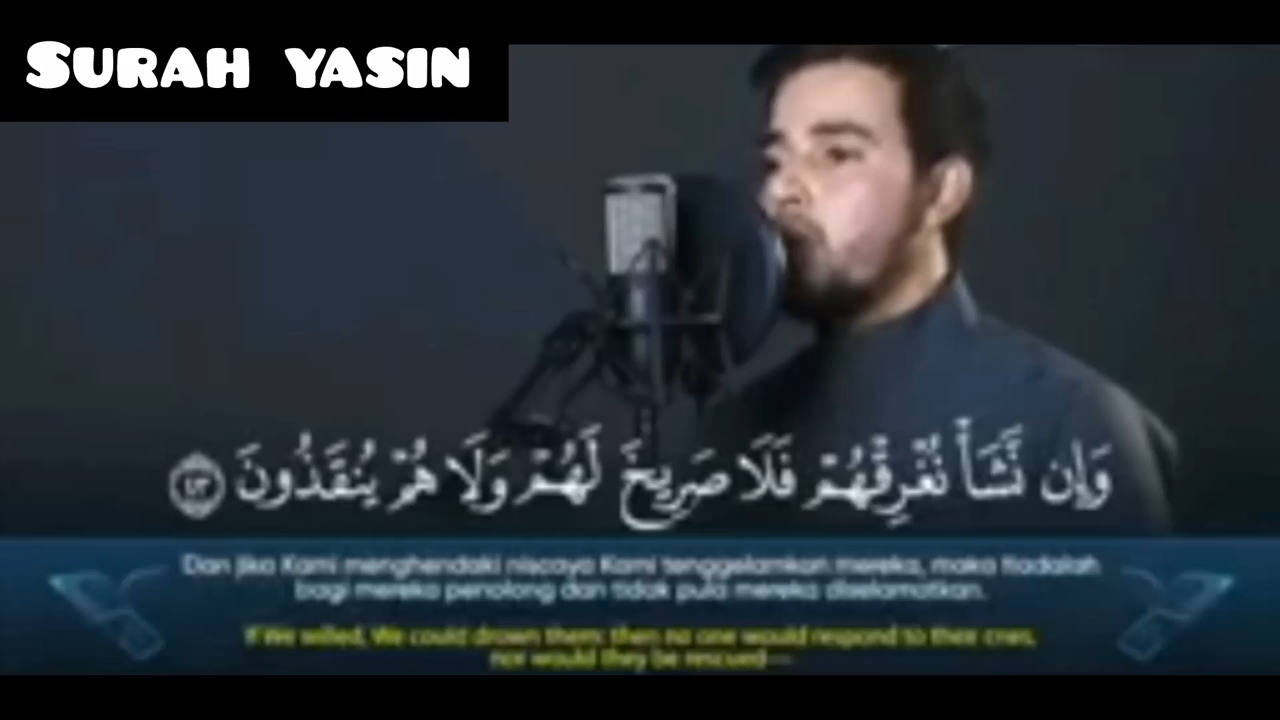 SURAH YASIN
وَإِن نَّشَأْ نُغْرِقْهُمْ فَلَا صَرِيخَ لَهُمْ وَلَا هُمْ يُنقَذُونَ ٤٣
Dan jika Kami menghendaki niscaya Kami tenggelamkan mereka, maka tiadalah
bagi mereka penolong dan tidak pula mereka diselamatkan.
If We willed, We could drown them: then no one would respond to their cries,
nor would they be rescued—